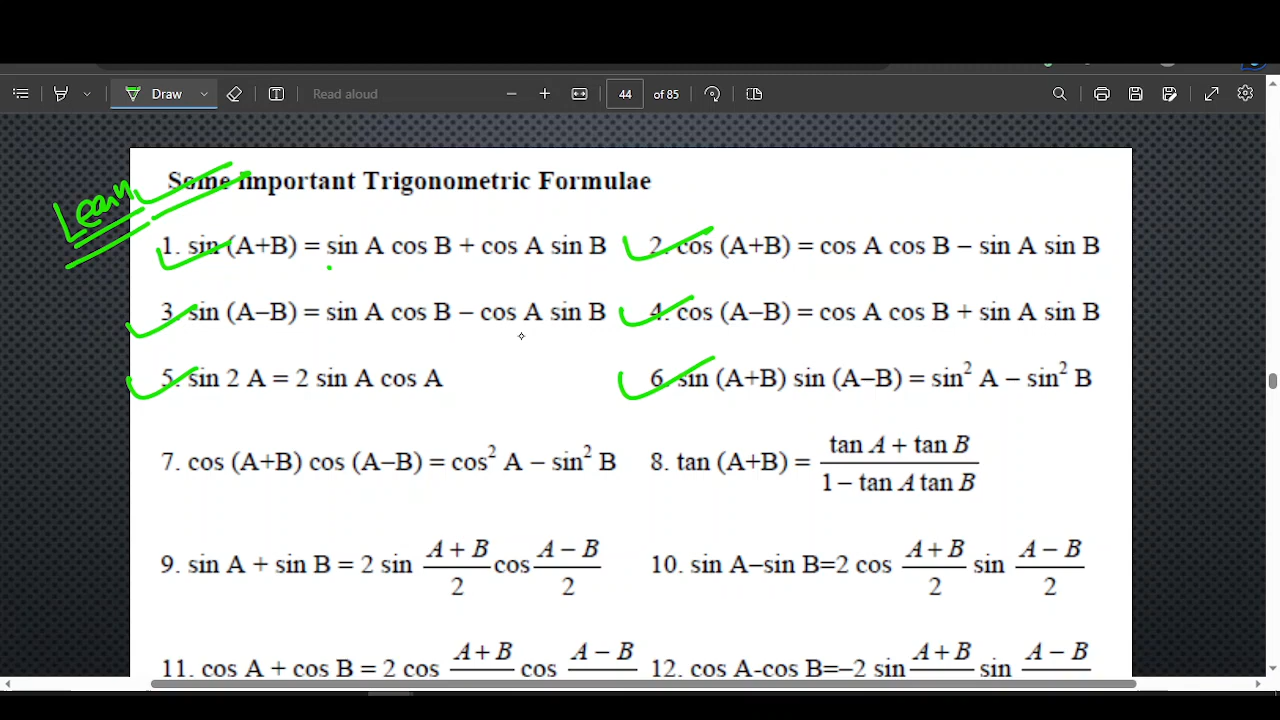 Draw
Read aloud
44 of 85
Learn
Some important Trigonometric Formulae
1. sin (A+B) = sin A cos B + cos A sin B
2. cos (A+B) = cos A cos B − sin A sin B
3. sin (A−B) = sin A cos B − cos A sin B
4. cos (A−B) = cos A cos B + sin A sin B
5. sin 2 A = 2 sin A cos A
6. sin (A+B) sin (A−B) = sin² A − sin² B
7. cos (A+B) cos (A−B) = cos² A − sin² B
8. tan (A+B) = (tan A + tan B)/(1 − tan A tan B)
9. sin A + sin B = 2 sin (A + B)/2 cos (A − B)/2
10. sin A−sin B=2 cos (A+B)/2 sin (A − B)/2
11. cos A + cos B = 2 cos A+B cos A − B
12. cos A-cos B=−2 sin A+B sin A − B